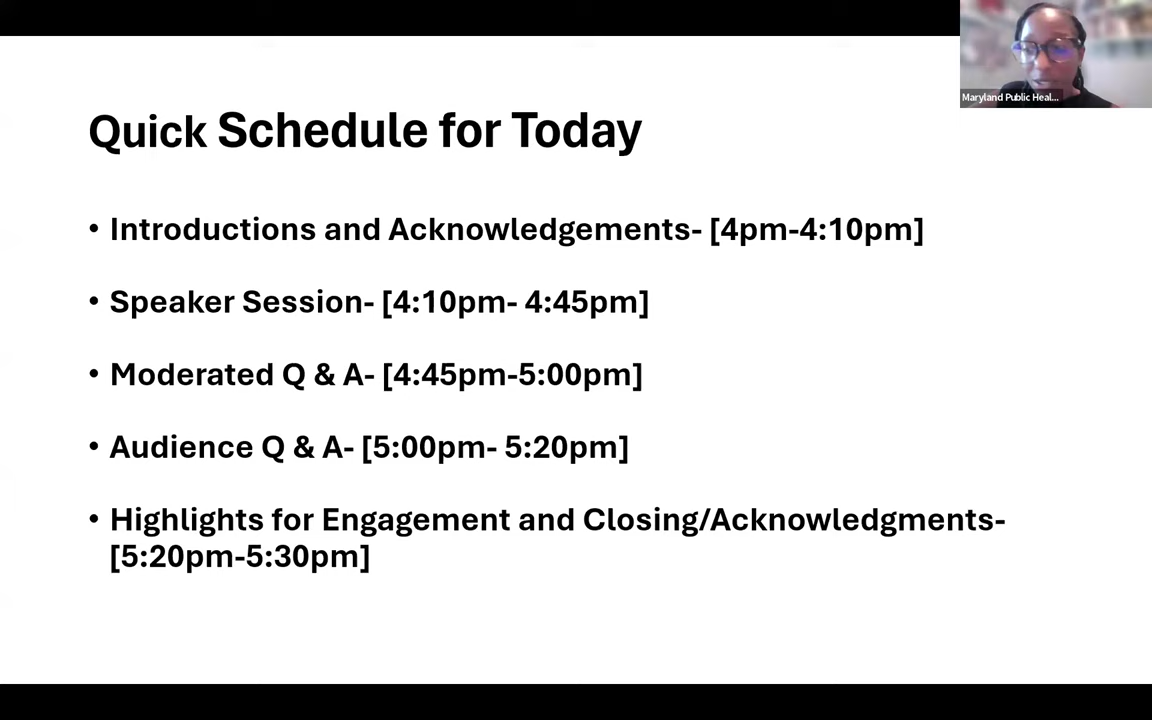 Maryland Public Heal...
Quick Schedule for Today
• Introductions and Acknowledgements- [4pm-4:10pm]
• Speaker Session- [4:10pm- 4:45pm]
• Moderated Q & A- [4:45pm-5:00pm]
• Audience Q & A- [5:00pm- 5:20pm]
• Highlights for Engagement and Closing/Acknowledgments-
[5:20pm-5:30pm]